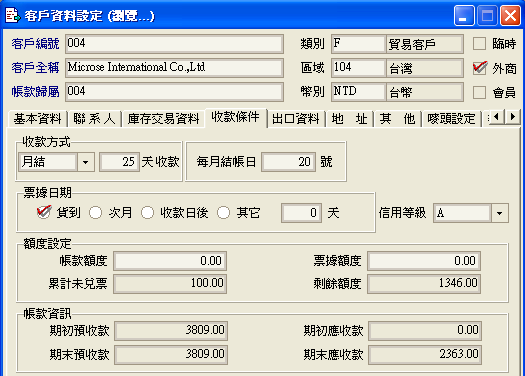 客戶資料設定 (瀏覽...)
客戶編號 004 類別 F 貿易客戶 臨時
客戶全稱 Microse International Co.,Ltd 區域 104 台灣 外商
帳款歸屬 004 幣別 NTD 台幣 會員
基本資料 聯 系 人 庫存交易資料 收款條件 出口資料 地 址 其 他 嘜頭設定
收款方式
月結 25 天收款 每月結帳日 20 號
票據日期
貨到 次月 收款日後 其它 0 天 信用等級 A
額度設定
帳款額度 0.00 票據額度 0.00
累計未兌票 100.00 剩餘額度 1346.00
帳款資訊
期初預收款 3809.00 期初應收款 0.00
期末預收款 3809.00 期末應收款 2363.00